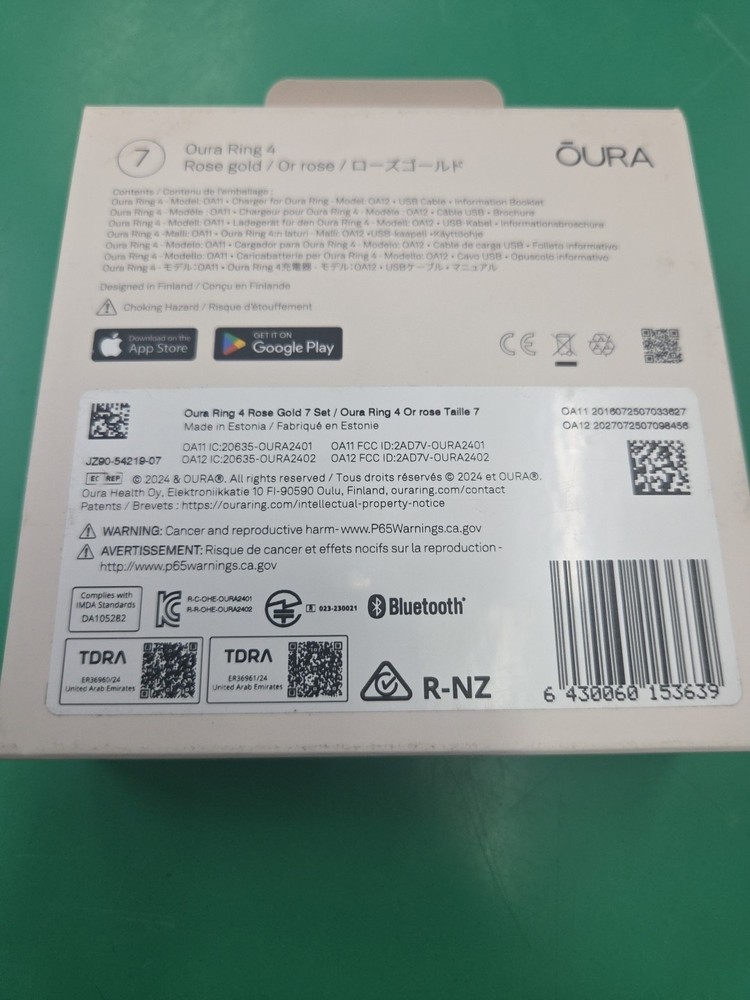 7
Oura Ring 4
Rose gold / Or rose / ローズゴールド
ŌURA
Contents / Contenu de l'emballage :
Oura Ring 4 - Model: OA11 • Charger for Oura Ring - Model: OA12 • USB Cable • Information Booklet
Oura Ring 4 - Modèle : OA11 • Chargeur pour Oura Ring 4 - Modèle : OA12 • Câble USB • Brochure
Oura Ring 4 - Modell: OA11 • Ladegerät für den Oura Ring 4 - Modell: OA12 • USB-Kabel • Informationsbroschüre
Oura Ring 4 - Malli: OA11 • Oura Ring 4:n laturi - Malli: OA12 •USB-kaapeli •Käyttöohje
Oura Ring 4 - Modelo: OA11 • Cargador para Oura Ring 4 - Modelo: OA12 • Cable de carga USB • Folleto informativo
Oura Ring 4 - Modello: OA11 • Caricabatterie per Oura Ring 4 - Modello: OA12 • Cavo USB • Opuscolo informativo
Oura Ring 4 - モデル:OA11 • Oura Ring 4充電器 - モデル:OA12 • USBケーブル • マニュアル
Designed in Finland / Conçu en Finlande
Choking Hazard / Risque d'étouffement
Download on the
App Store
GET IT ON
Google Play
CE
Oura Ring 4 Rose Gold 7 Set / Oura Ring 4 Or rose Taille 7
Made in Estonia / Fabriqué en Estonie
OA11 2016072507033627
OA12 2027072507098456
OA11 IC:20635-OURA2401 OA11 FCC ID:2AD7V-OURA2401
OA12 IC:20635-OURA2402 OA12 FCC ID:2AD7V-OURA2402
JZ90-54219-07
EC REP © 2024 & OURA®. All rights reserved / Tous droits réservés © 2024 et OURA®.
Oura Health Oy, Elektroniikkatie 10 FI-90590 Oulu, Finland, ouraring.com/contact
Patents / Brevets : https://ouraring.com/intellectual-property-notice
WARNING: Cancer and reproductive harm-www.P65Warnings.ca.gov
AVERTISSEMENT: Risque de cancer et effets nocifs sur la reproduction -
http://www.p65warnings.ca.gov
Complies with
IMDA Standards
DA105282
R-C-OHE-OURA2401
R-R-OHE-OURA2402
R 023-230021
Bluetooth®
TDRA
ER36960/24
United Arab Emirates
TDRA
ER36961/24
United Arab Emirates
R-NZ
6 430060 153639